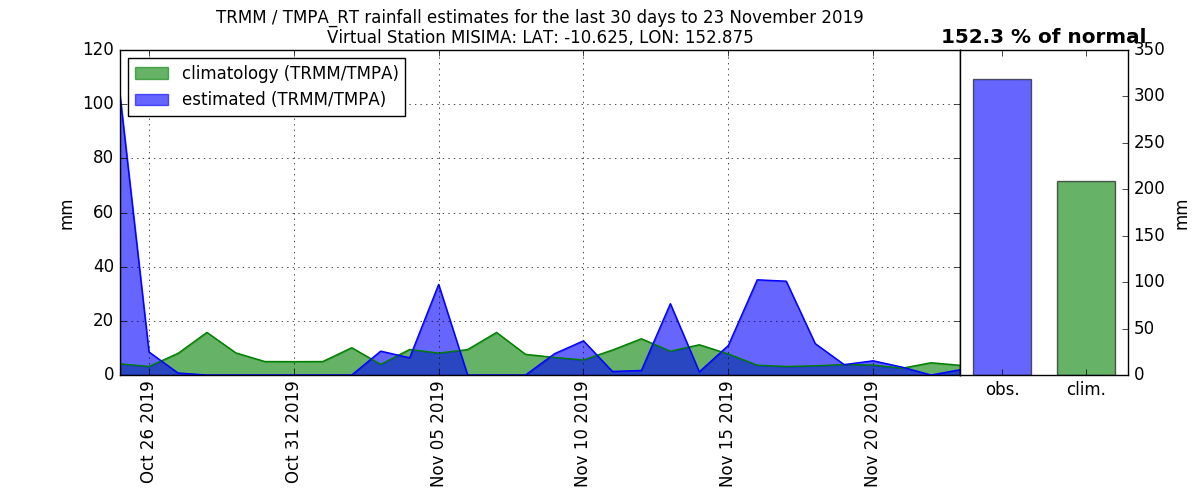 TRMM / TMPA_RT rainfall estimates for the last 30 days to 23 November 2019
Virtual Station MISIMA: LAT: -10.625, LON: 152.875
152.3 % of normal
climatology (TRMM/TMPA)
estimated (TRMM/TMPA)
120
100
80
60
40
20
0
mm
Oct 26 2019
Oct 31 2019
Nov 05 2019
Nov 10 2019
Nov 15 2019
Nov 20 2019
obs.
clim.
350
300
250
200
150
100
50
0
mm